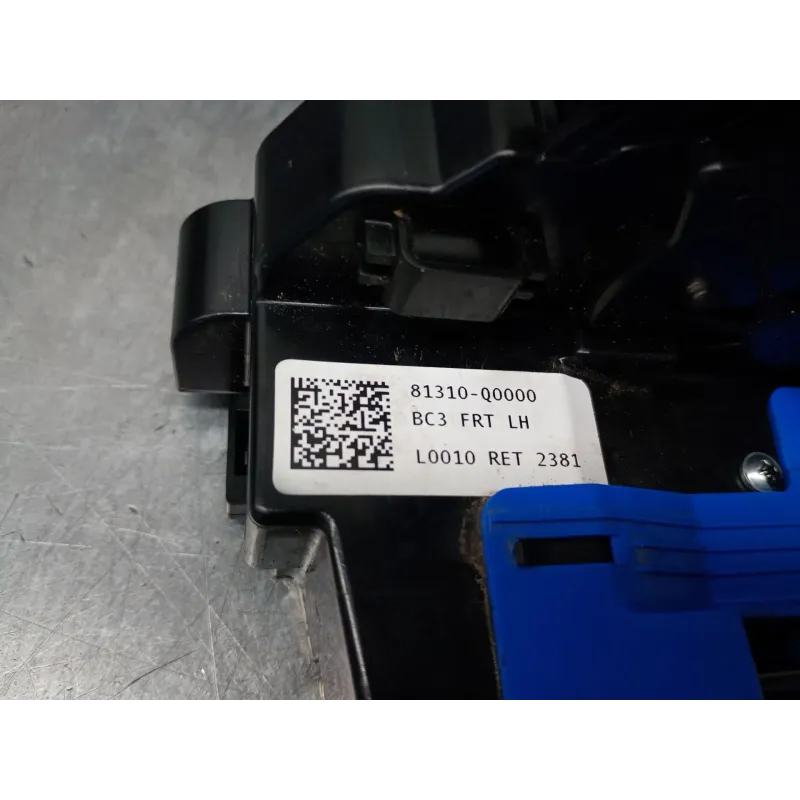 81310-Q0000
BC3 FRT LH
L0010 RET 2381